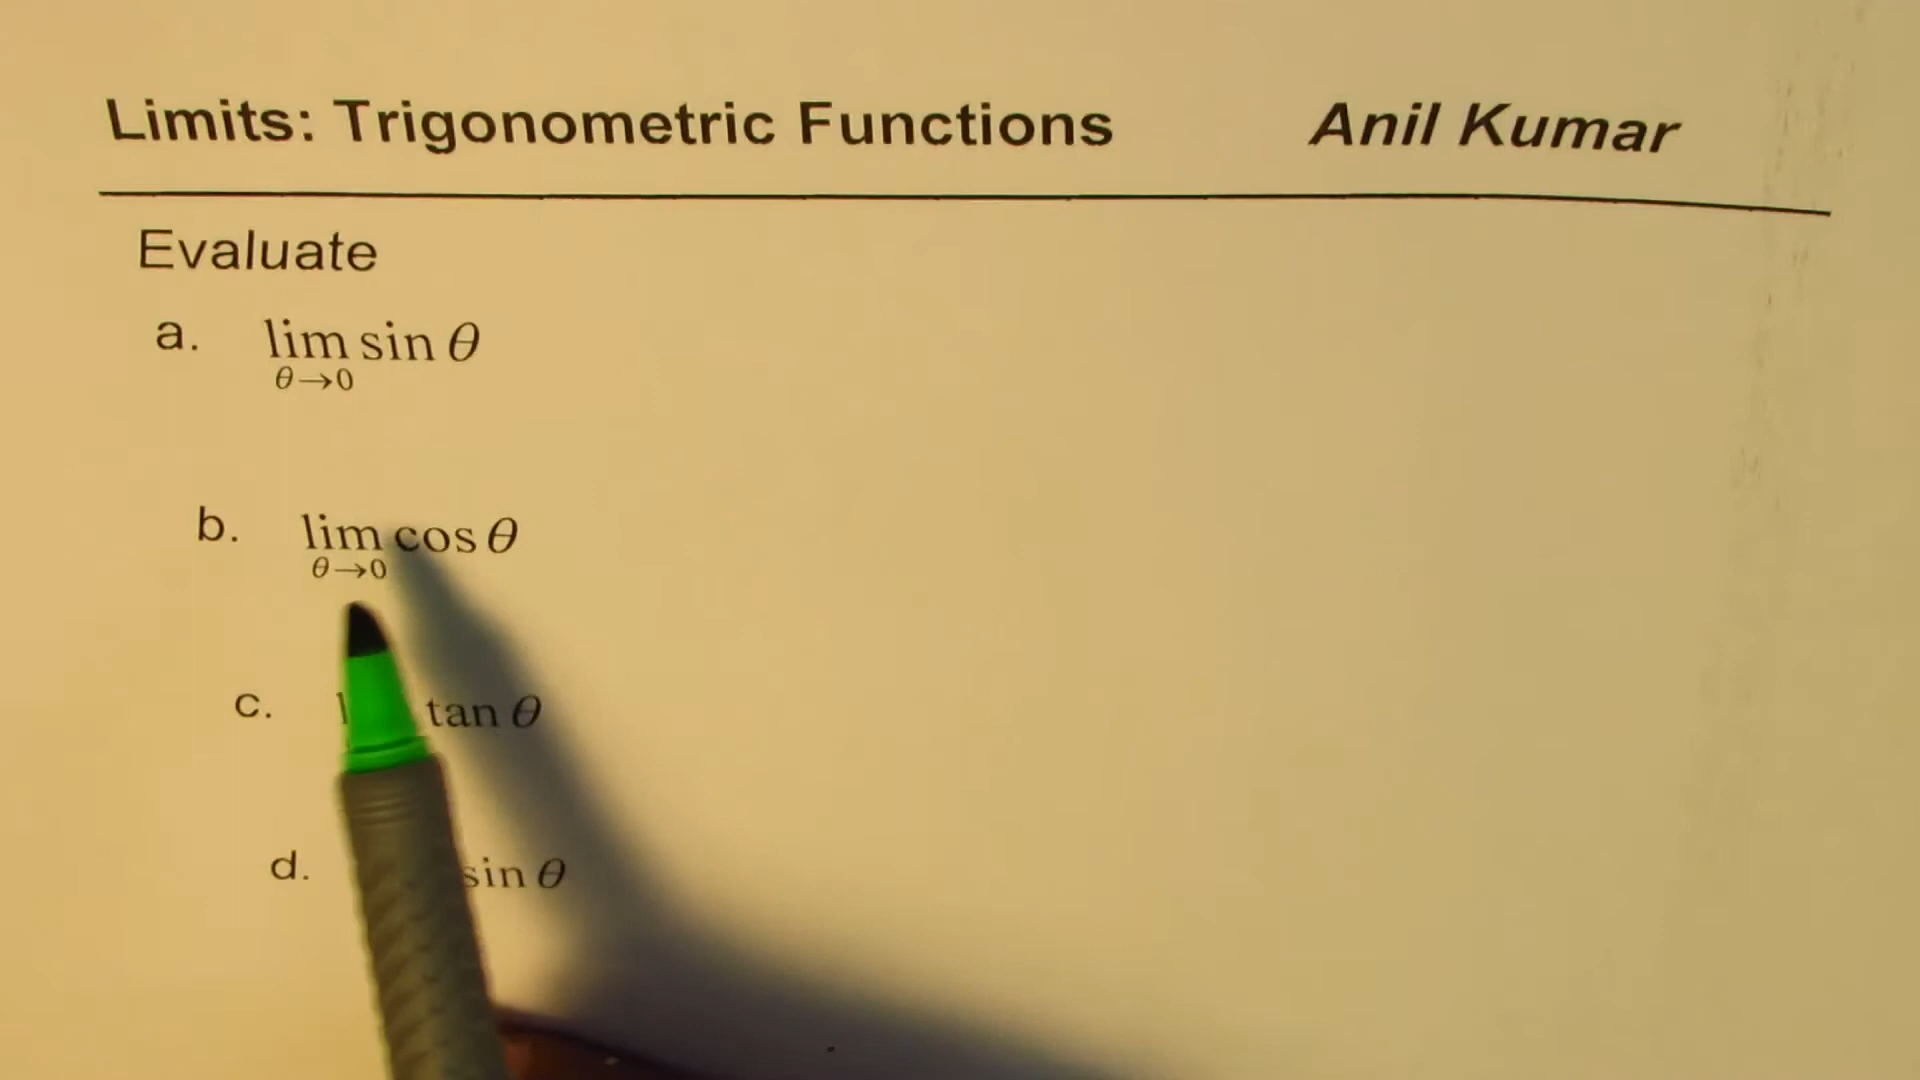 Limits: Trigonometric Functions Anil Kumar
Evaluate
a. lim sin θ
θ→0
b. lim cos θ
θ→0
c. tan θ
d. sin θ